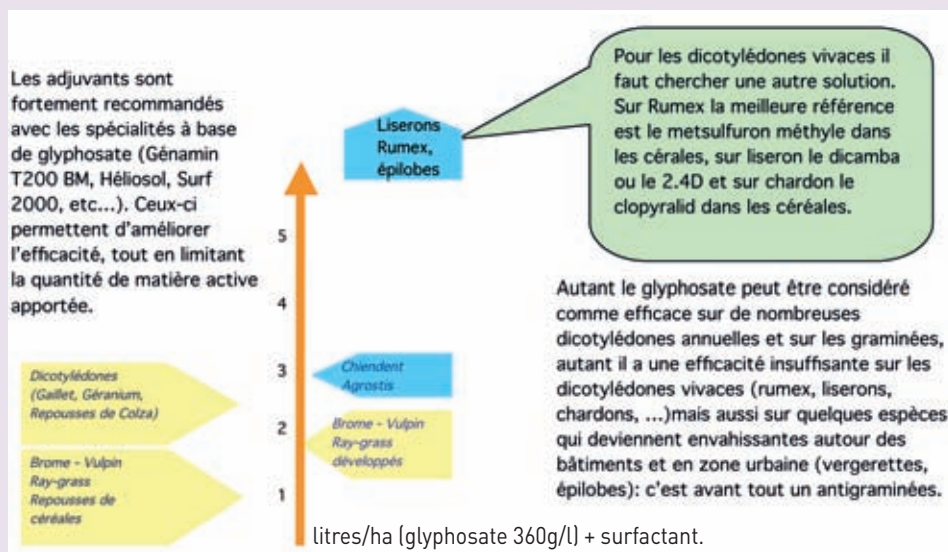 Les adjuvants sont
fortement recommandés
avec les spécialités à base
de glyphosate (Génamin
T200 BM, Héliosol, Surf
2000, etc...). Ceux-ci
permettent d'améliorer
l'efficacité, tout en limitant
la quantité de matière active
apportée.
Liserons
Rumex,
épilobes
Pour les dicotylédones vivaces il
faut chercher une autre solution.
Sur Rumex la meilleure référence
est le metsulfuron méthyle dans
les cérales, sur liseron le dicamba
ou le 2.4D et sur chardon le
clopyralid dans les céréales.
Autant le glyphosate peut être considéré
comme efficace sur de nombreuses
dicotylédones annuelles et sur les graminées,
autant il a une efficacité insuffisante sur les
dicotylédones vivaces (rumex, liserons,
chardons, ...)mais aussi sur quelques espèces
qui deviennent envahissantes autour des
bâtiments et en zone urbaine (vergerettes,
épilobes): c'est avant tout un antigraminées.
5
4
3
2
1
Chiendent
Agrostis
Dicotylédones
(Gaillet, Géranium,
Repousses de Colza)
Brome - Vulpin
Ray-grass
développés
Brome - Vulpin
Ray-grass
Repousses de
céréales
litres/ha (glyphosate 360g/l) + surfactant.